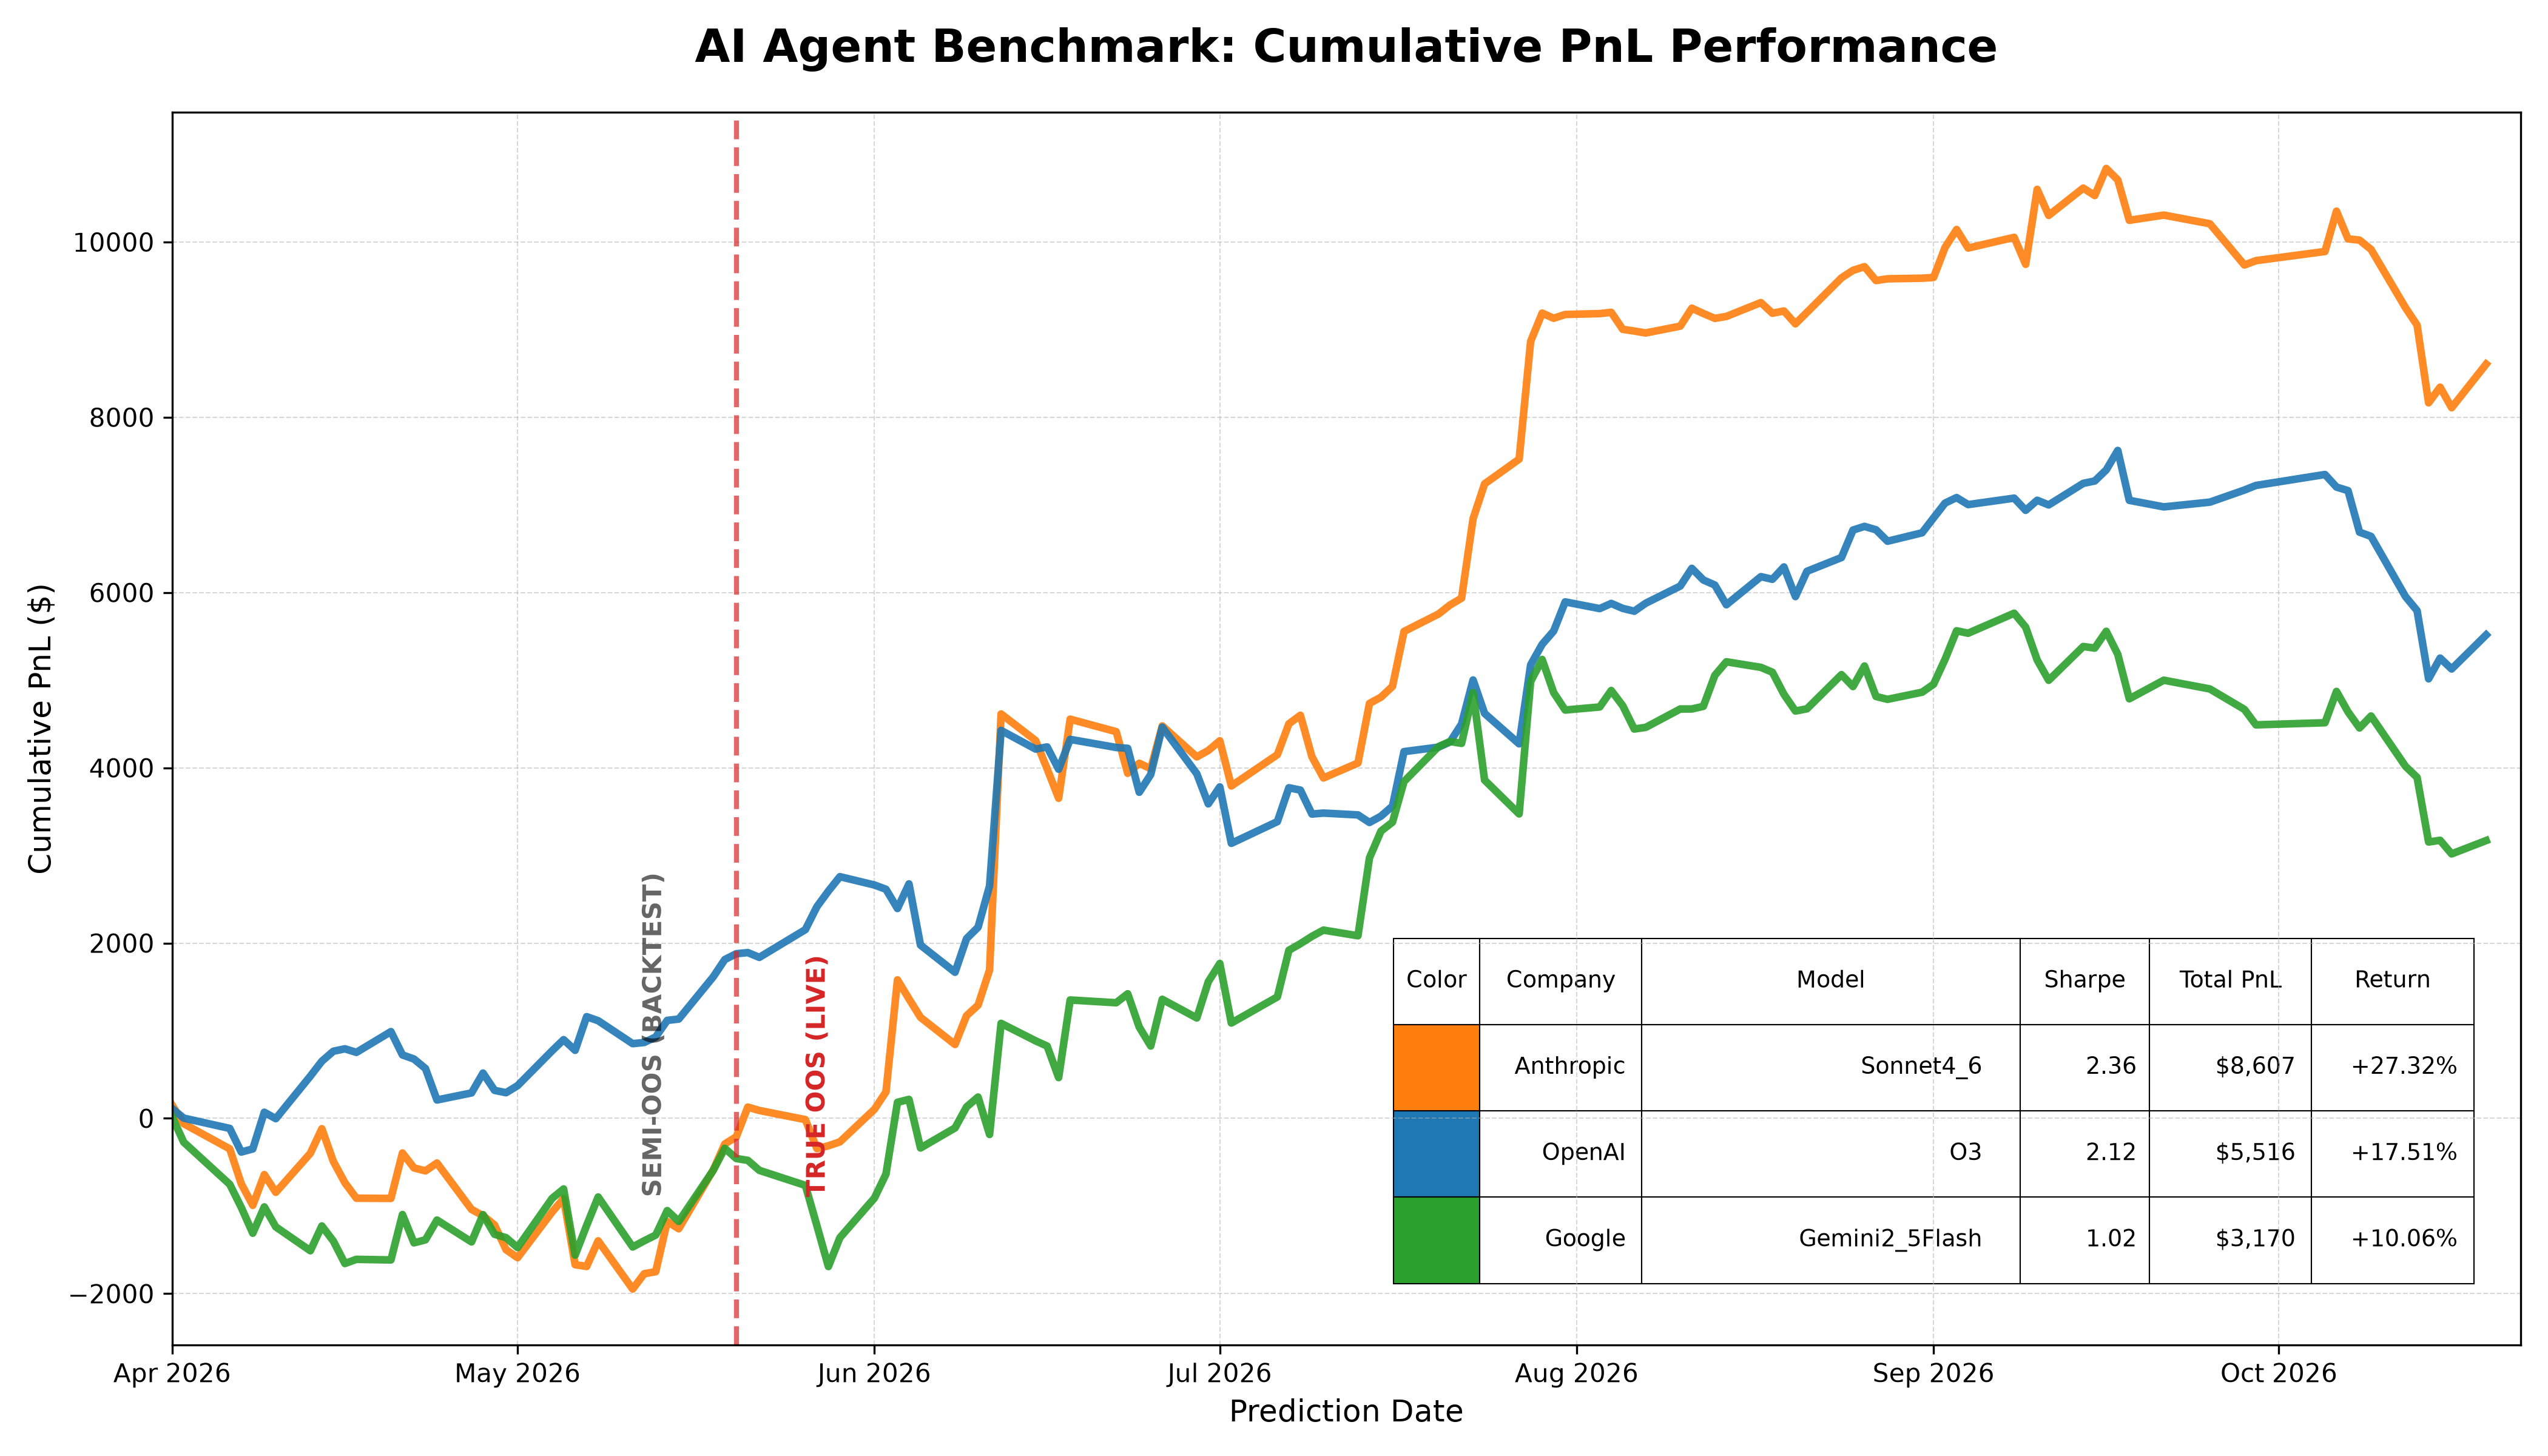 AI Agent Benchmark: Cumulative PnL Performance
Cumulative PnL ($)
10000
8000
6000
4000
2000
0
−2000
SEMI-OOS (BACKTEST)
TRUE OOS (LIVE)
Color Company Model Sharpe Total PnL Return
Anthropic Sonnet4_6 2.36 $8,607 +27.32%
OpenAI O3 2.12 $5,516 +17.51%
Google Gemini2_5Flash 1.02 $3,170 +10.06%
Apr 2026 May 2026 Jun 2026 Jul 2026 Aug 2026 Sep 2026 Oct 2026
Prediction Date